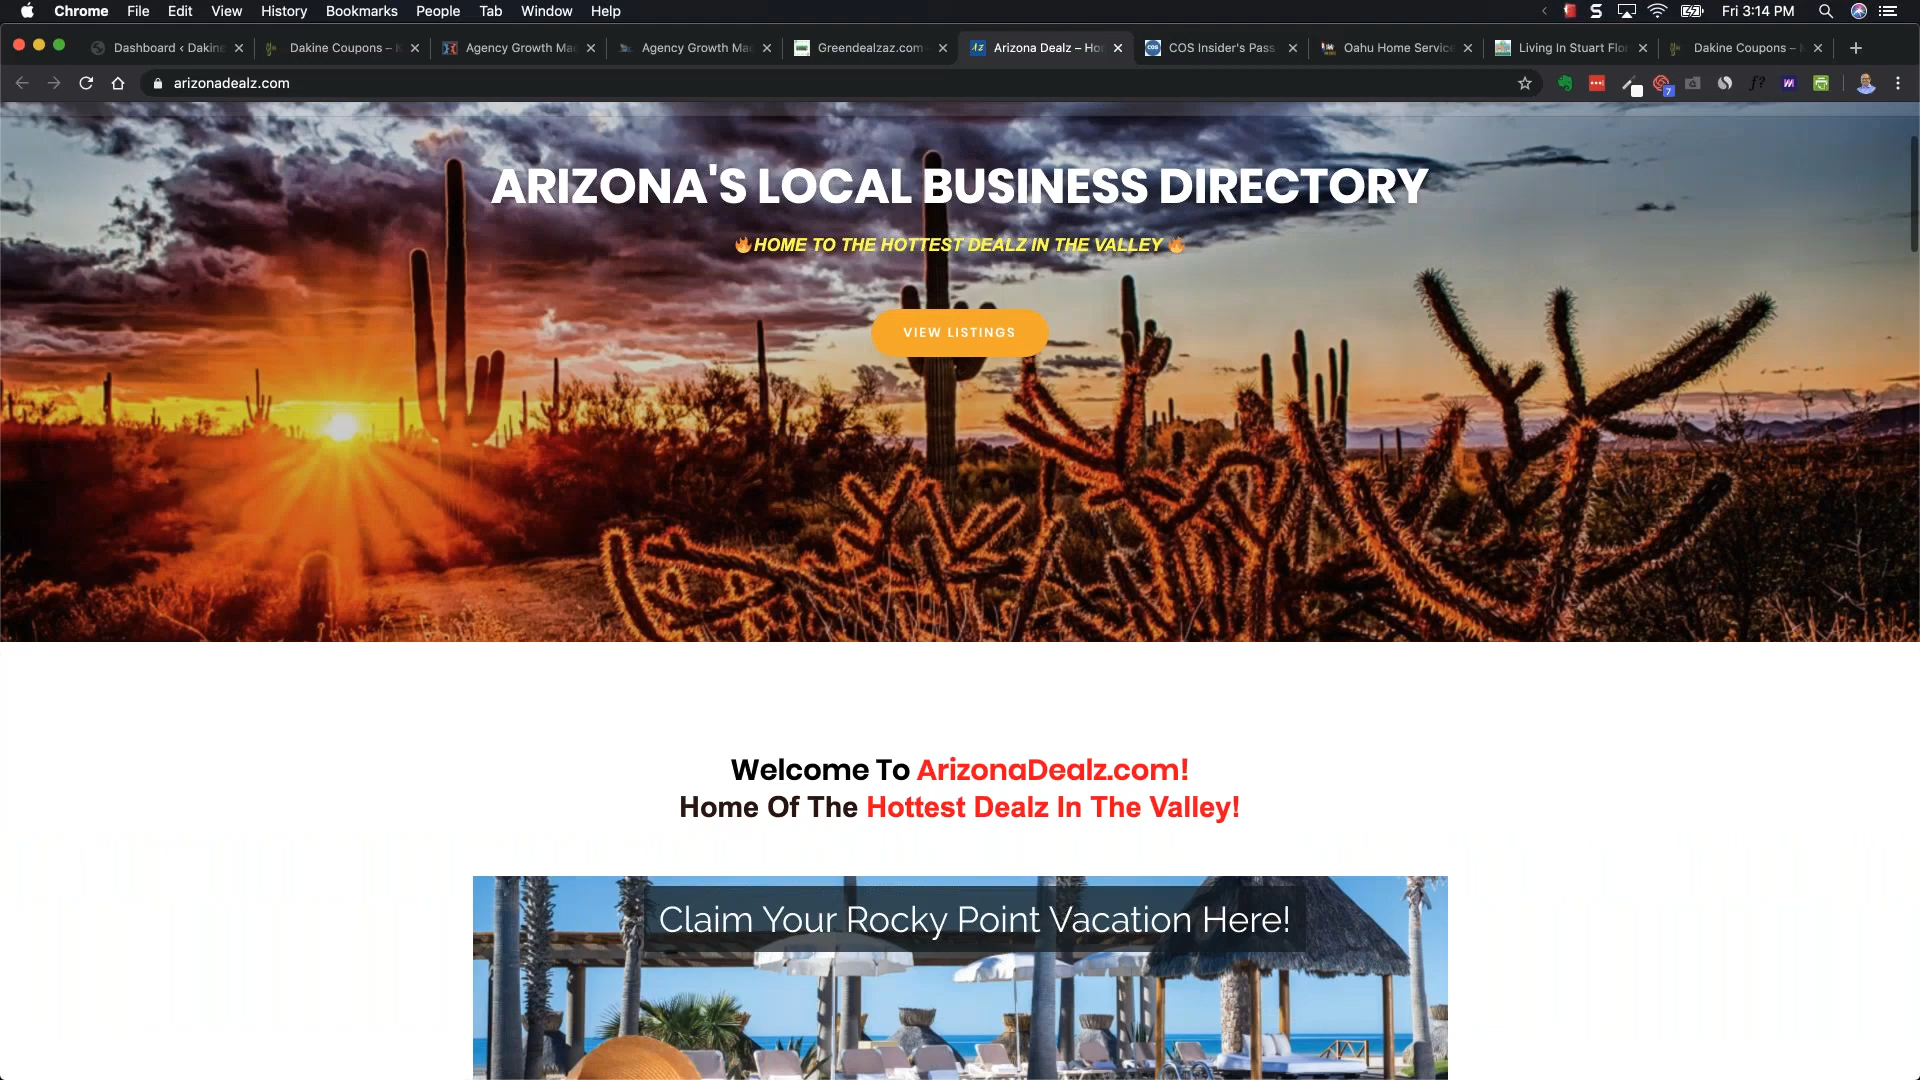 Chrome File Edit View History Bookmarks People Tab Window Help
Fri 3:14 PM
Dashboard ‹ Dakine
Dakine Coupons –
Agency Growth Mac
Agency Growth Mac
Greendealzaz.com
Arizona Dealz – Ho
COS Insider's Pass
Oahu Home Service
Living In Stuart Flor
Dakine Coupons –
arizonadealz.com
7
ARIZONA'S LOCAL BUSINESS DIRECTORY
🔥HOME TO THE HOTTEST DEALZ IN THE VALLEY🔥
VIEW LISTINGS
Welcome To ArizonaDealz.com!
Home Of The Hottest Dealz In The Valley!
Claim Your Rocky Point Vacation Here!